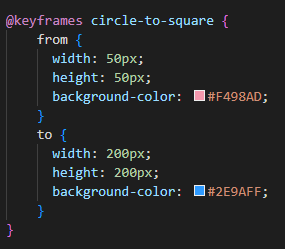 @keyframes circle-to-square {
from {
width: 50px;
height: 50px;
background-color: #F498AD;
}
to {
width: 200px;
height: 200px;
background-color: #2E9AFF;
}
}